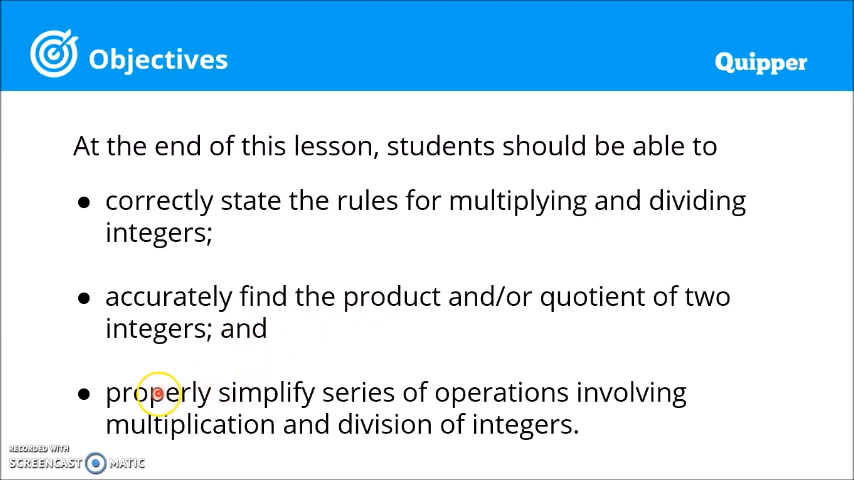 Objectives
Quipper
At the end of this lesson, students should be able to
● correctly state the rules for multiplying and dividing
integers;
● accurately find the product and/or quotient of two
integers; and
● properly simplify series of operations involving
multiplication and division of integers.
RECORDED WITH
SCREENCAST MATIC